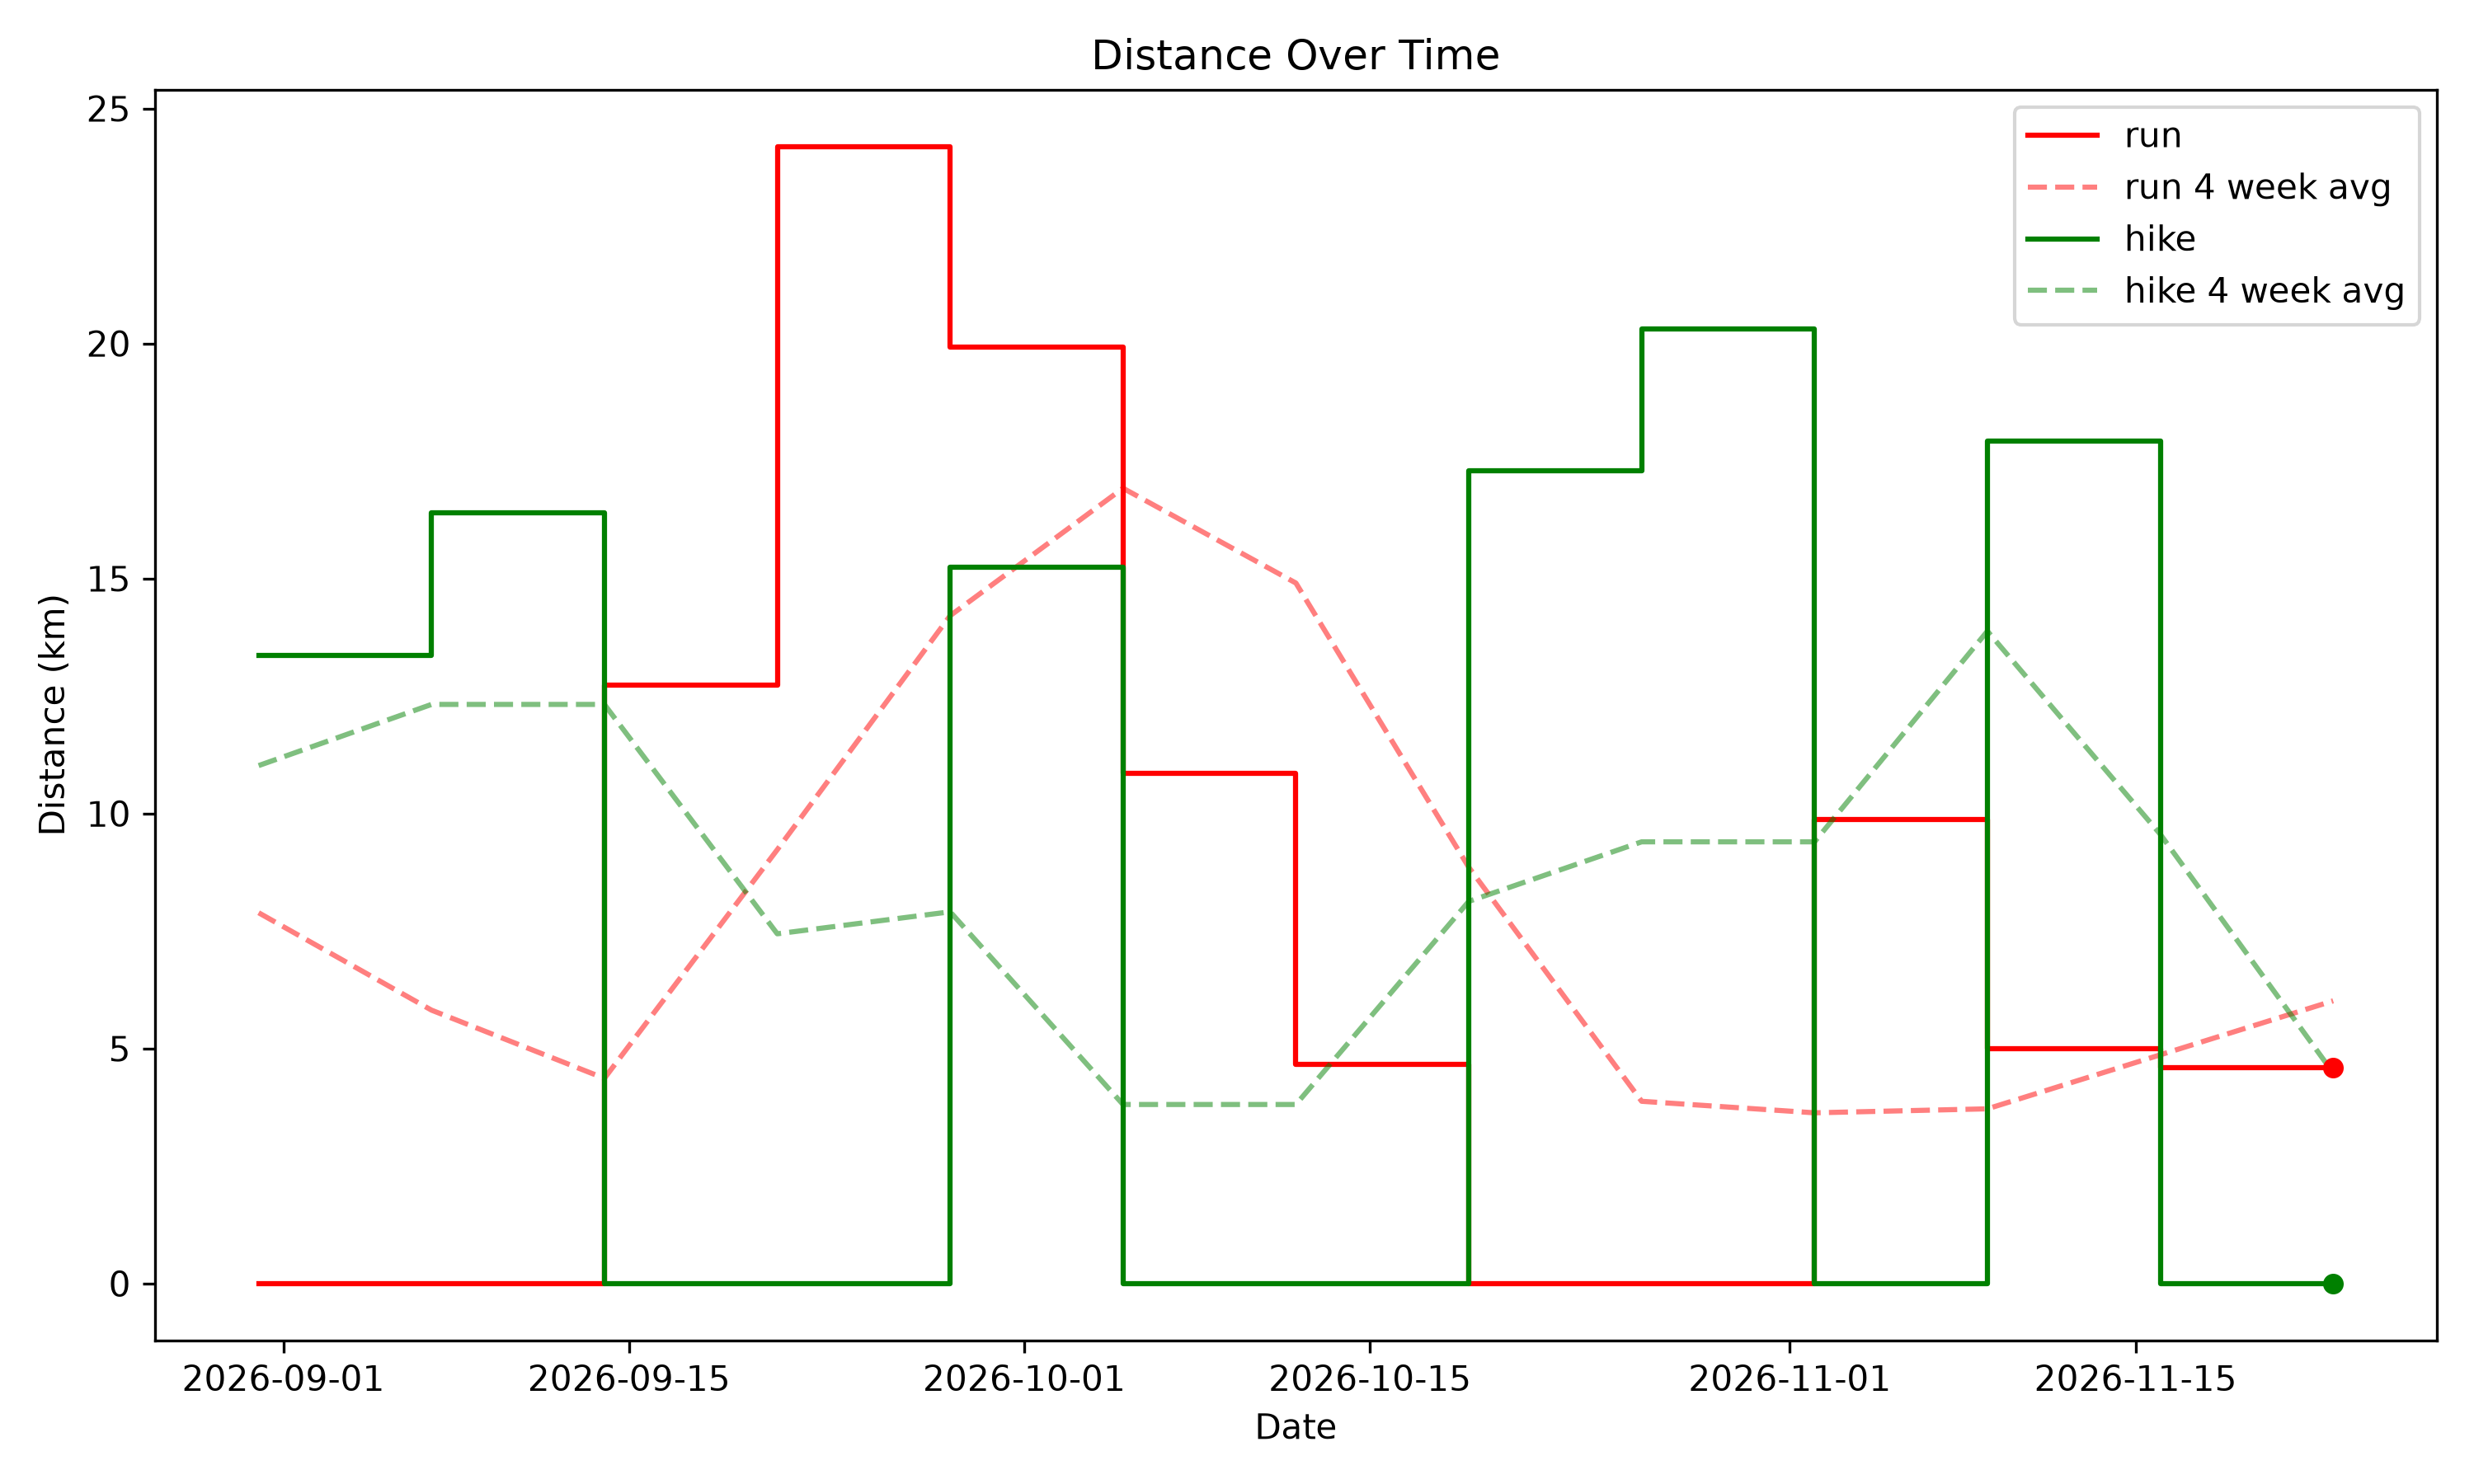 Distance Over Time
25
20
15
10
5
0
Distance (km)
run
run 4 week avg
hike
hike 4 week avg
2026-09-01
2026-09-15
2026-10-01
2026-10-15
2026-11-01
2026-11-15
Date